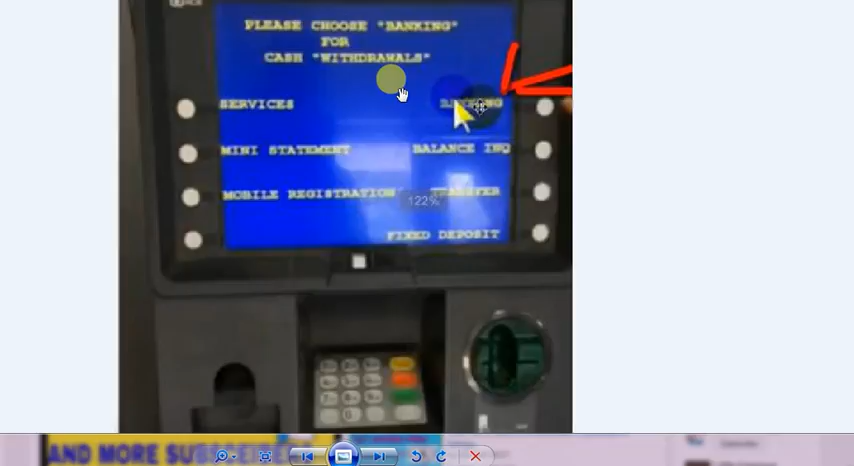 PLEASE CHOOSE "BANKING"
FOR
CASH "WITHDRAWALS"
SERVICES
MINI STATEMENT BALANCE INQ
MOBILE REGISTRATION TRANSFER
122%
FIXED DEPOSIT
AND MORE